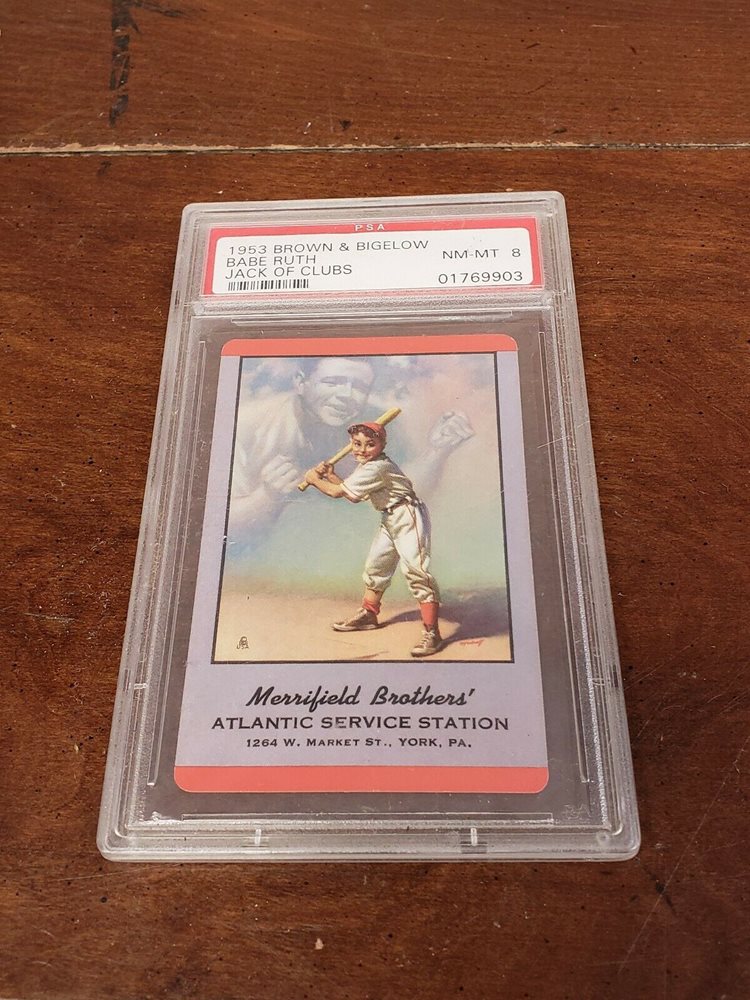 PSA
1953 BROWN & BIGELOW
BABE RUTH NM-MT 8
JACK OF CLUBS 01769903
USA
Merrifield Brothers'
ATLANTIC SERVICE STATION
1264 W. MARKET ST., YORK, PA.